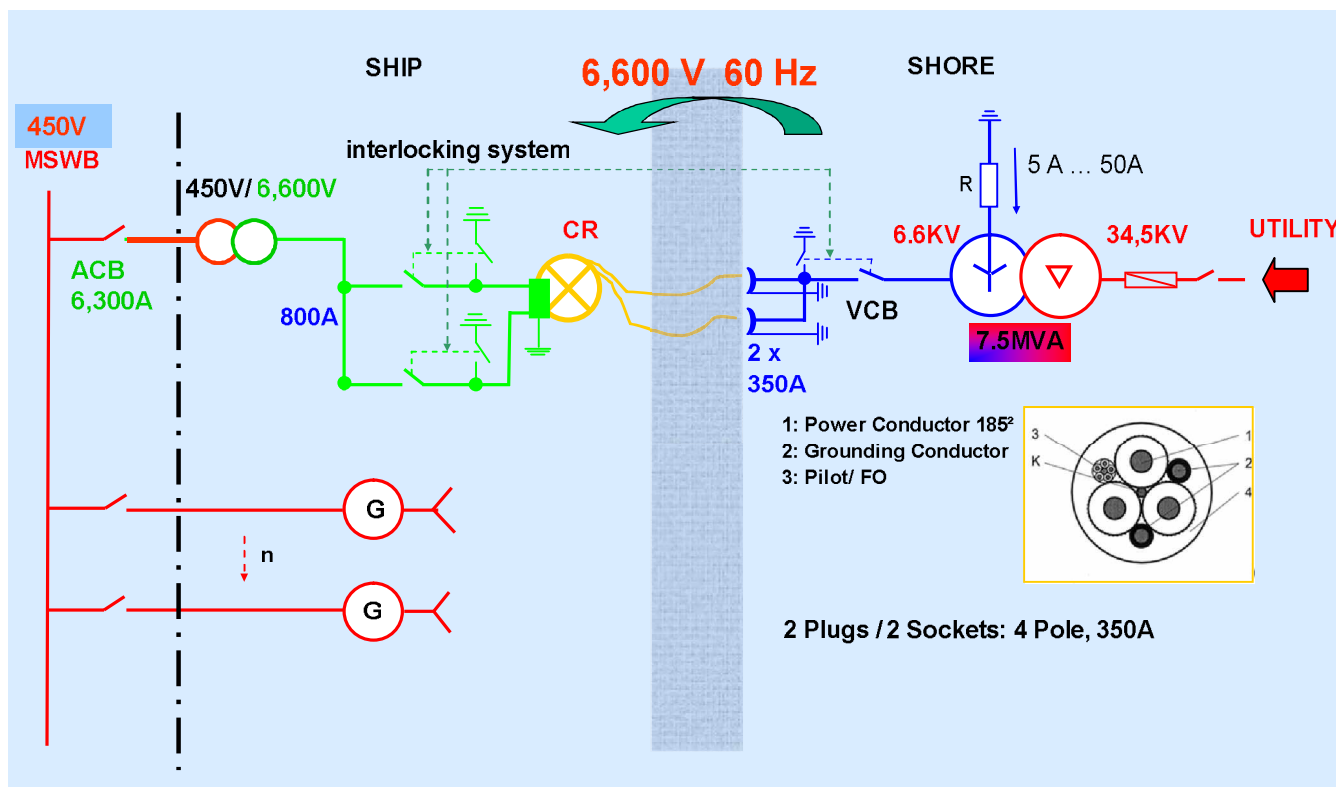 SHIP
6,600 V 60 Hz
SHORE
450V
MSWB
interlocking system
450V/ 6,600V
R
5 A ... 50A
CR
6.6KV
34,5KV
UTILITY
ACB
6,300A
800A
VCB
7.5MVA
2 x
350A
1: Power Conductor 185²
2: Grounding Conductor
3: Pilot/ FO
3
1
K
2
4
G
n
G
2 Plugs / 2 Sockets: 4 Pole, 350A